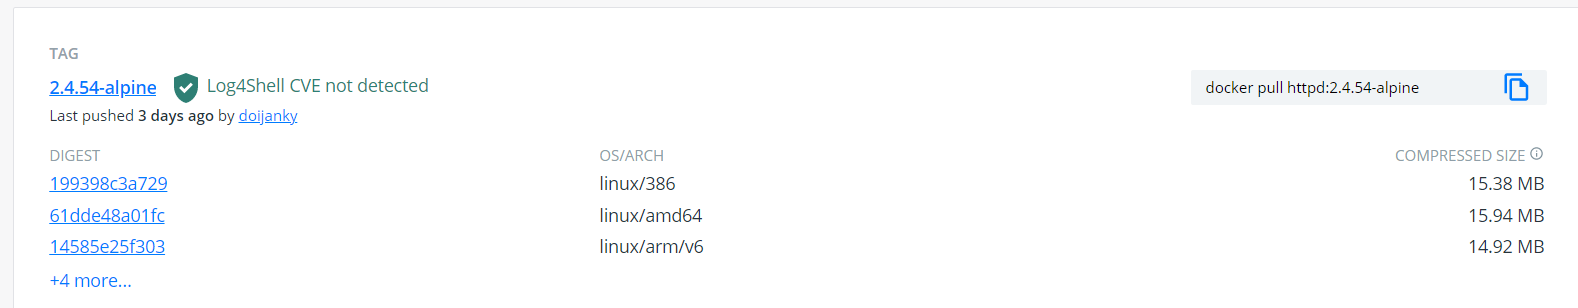 TAG
2.4.54-alpine Log4Shell CVE not detected docker pull httpd:2.4.54-alpine
Last pushed 3 days ago by doijanky
DIGEST OS/ARCH COMPRESSED SIZE
199398c3a729 linux/386 15.38 MB
61dde48a01fc linux/amd64 15.94 MB
14585e25f303 linux/arm/v6 14.92 MB
+4 more...